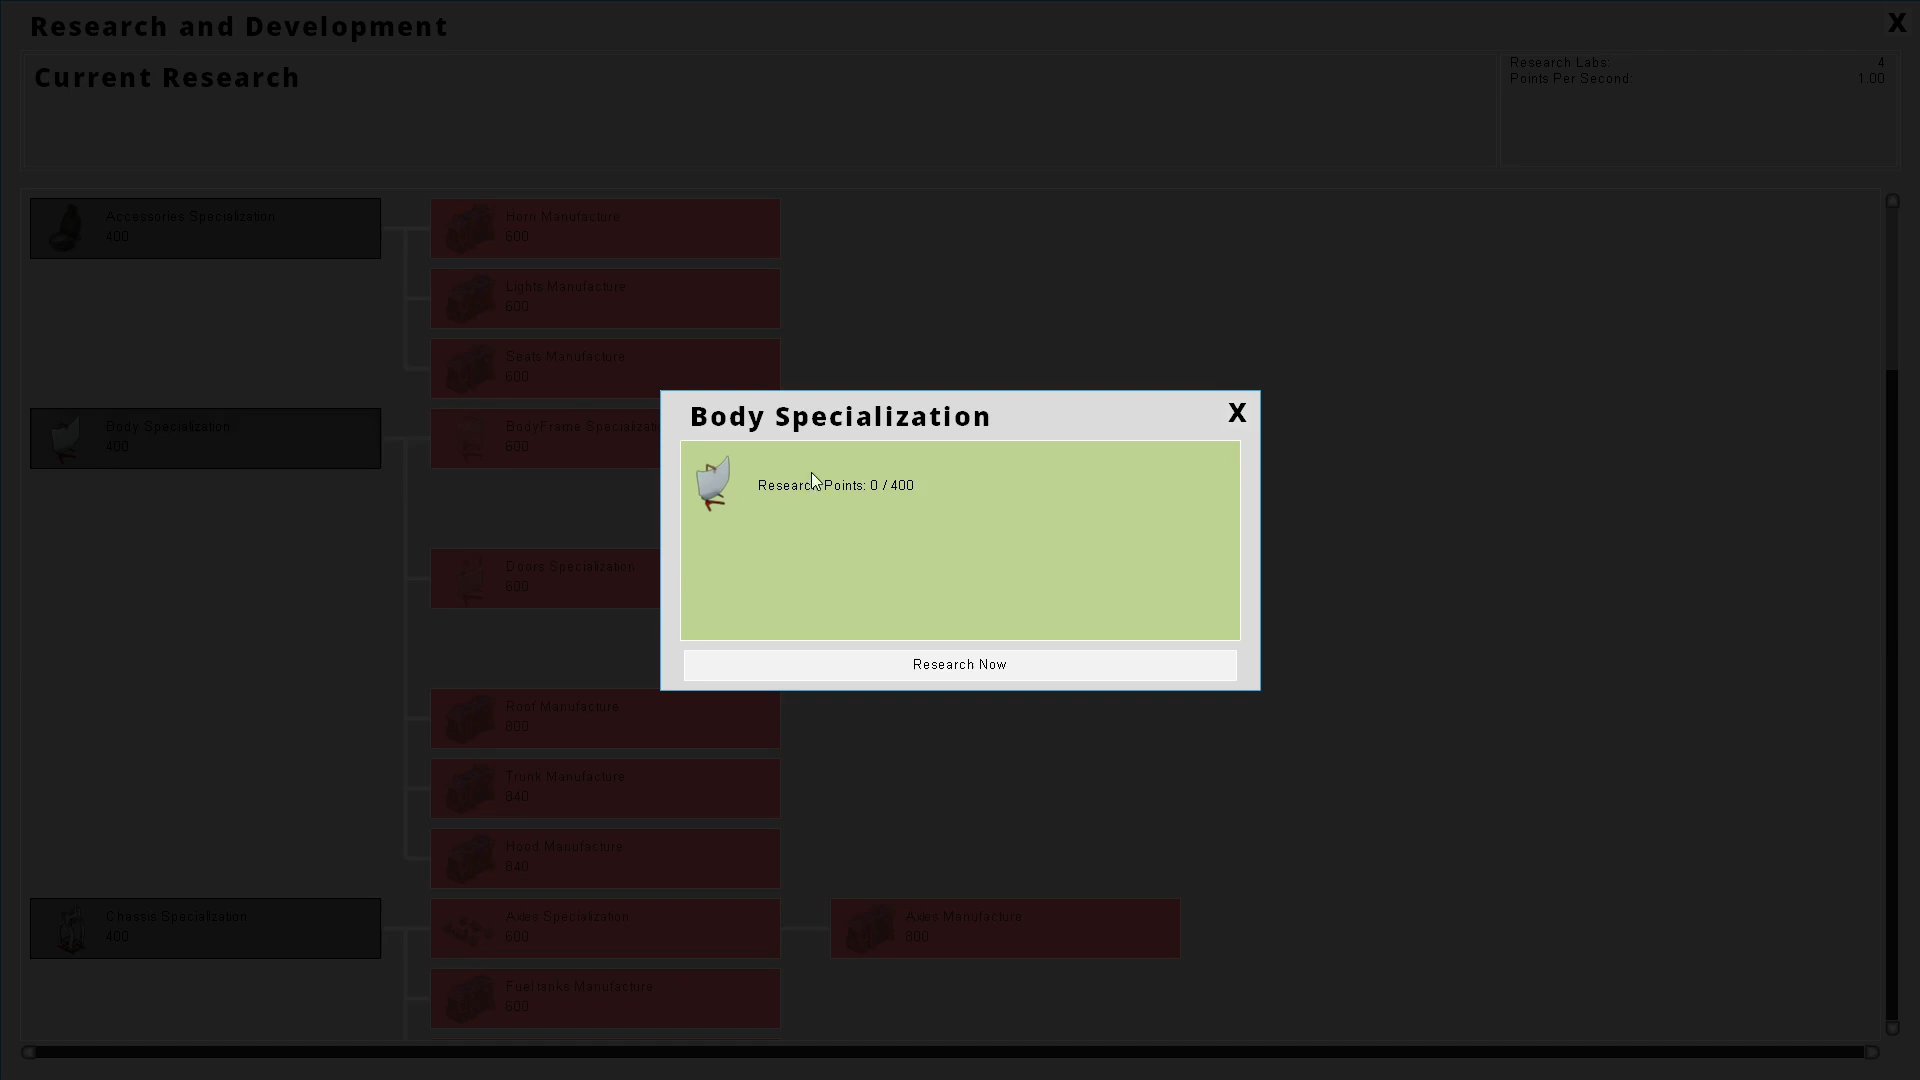 Research and Development
X
Current Research
Research Labs: 4
Points Per Second: 1.00
Accessories Specialization
400
Horn Manufacture
600
Lights Manufacture
600
Seats Manufacture
600
Body Specialization
400
BodyFrame Specializati
600
Body Specialization
X
Research Points: 0 / 400
Research Now
Doors Specialization
600
Roof Manufacture
800
Trunk Manufacture
840
Hood Manufacture
840
Chassis Specialization
400
Axles Specialization
600
Axles Manufacture
Fueltanks Manufacture
600